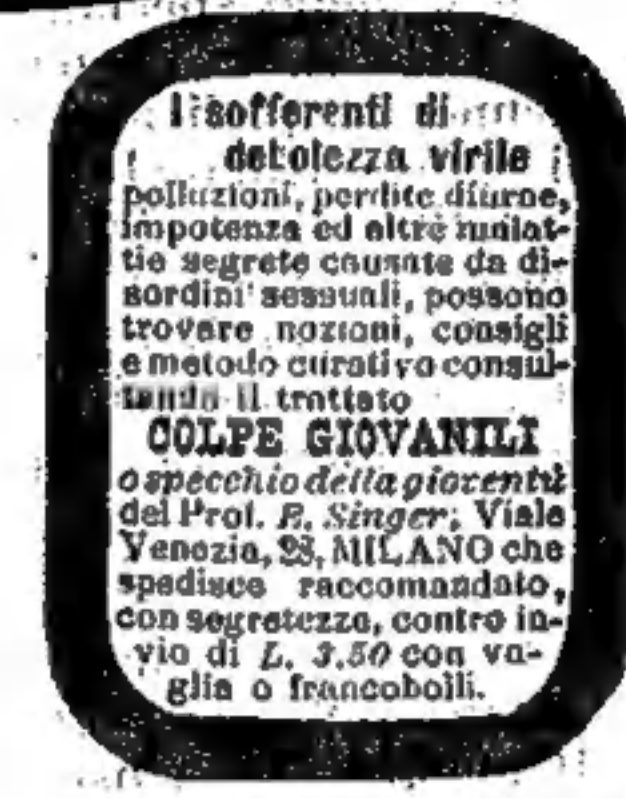 I sofferenti di
debolezza virile
polluzioni, perdite diurne,
impotenza ed altre malat-
tie segrete causate da di-
sordini sessuali, possono
trovare nozioni, consigli
e metodo curativo consul-
tando il trattato
COLPE GIOVANILI
o specchio della gioventù
del Prof. E. Singer, Viale
Venezia, 28, MILANO che
spedisce raccomandato,
con segretezza, contro in-
vio di L. 3.50 con va-
glia o francobolli.